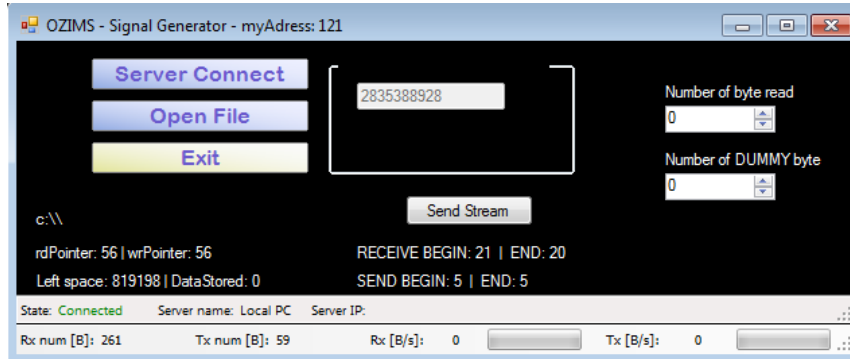 OZIMS - Signal Generator - myAdress: 121
Server Connect
Open File
Exit
2835388928
Number of byte read
0
Number of DUMMY byte
0
Send Stream
c:\\
rdPointer: 56 | wrPointer: 56
RECEIVE BEGIN: 21 | END: 20
Left space: 819198 | DataStored: 0
SEND BEGIN: 5 | END: 5
State: Connected Server name: Local PC Server IP:
Rx num [B]: 261 Tx num [B]: 59 Rx [B/s]: 0 Tx [B/s]: 0